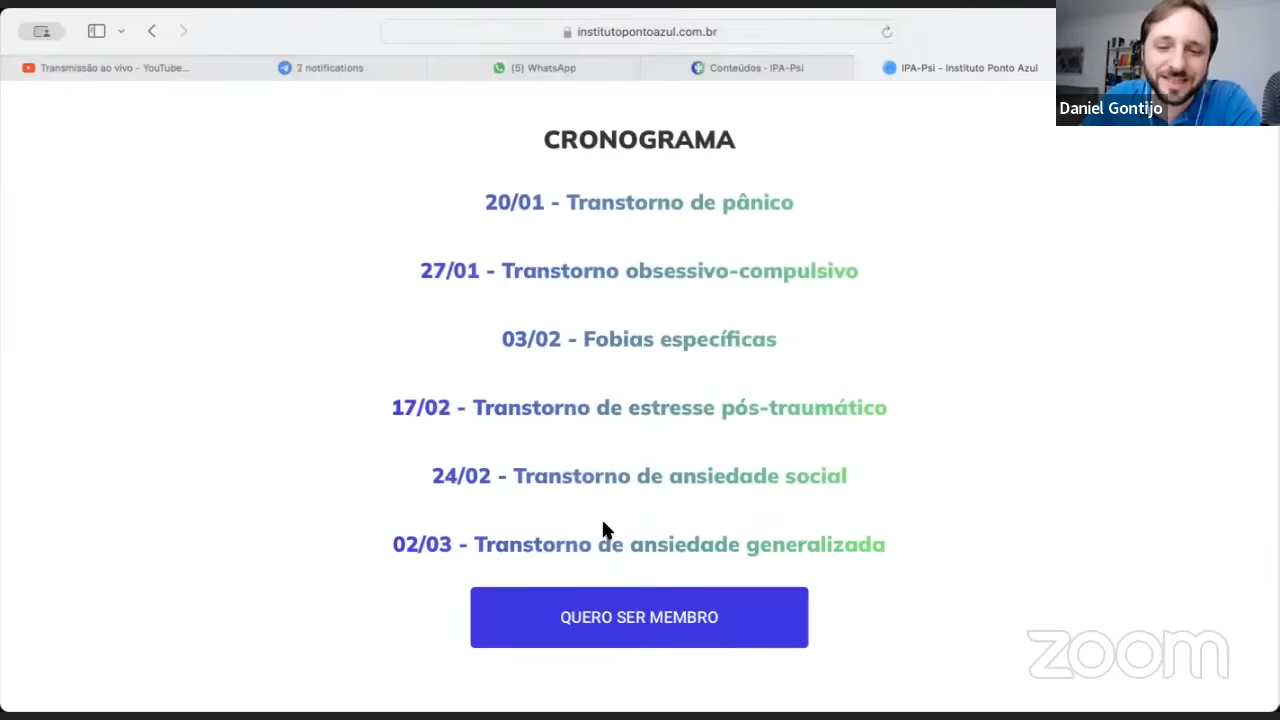 institutopontoazul.com.br
Transmissão ao vivo - YouTube...
2 notifications
(5) WhatsApp
Conteúdos - IPA-Psi
IPA-Psi - Instituto Ponto Azul
Daniel Gontijo
CRONOGRAMA
20/01 - Transtorno de pânico
27/01 - Transtorno obsessivo-compulsivo
03/02 - Fobias específicas
17/02 - Transtorno de estresse pós-traumático
24/02 - Transtorno de ansiedade social
02/03 - Transtorno de ansiedade generalizada
QUERO SER MEMBRO
zoom